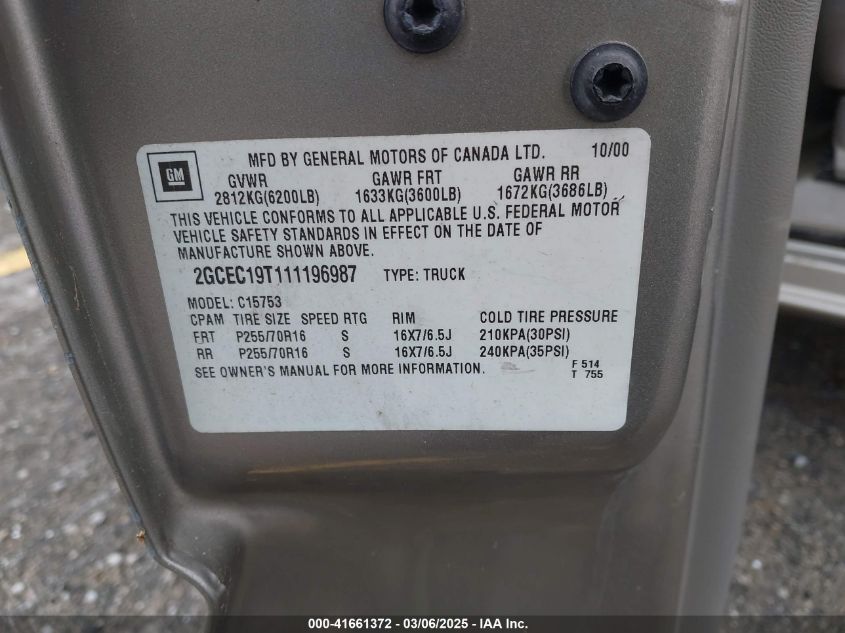 GM
MFD BY GENERAL MOTORS OF CANADA LTD. 10/00
GVWR GAWR FRT GAWR RR
2812KG(6200LB) 1633KG(3600LB) 1672KG(3686LB)
THIS VEHICLE CONFORMS TO ALL APPLICABLE U.S. FEDERAL MOTOR
VEHICLE SAFETY STANDARDS IN EFFECT ON THE DATE OF
MANUFACTURE SHOWN ABOVE.
2GCEC19T111196987 TYPE: TRUCK
MODEL: C15753
CPAM TIRE SIZE SPEED RTG RIM COLD TIRE PRESSURE
FRT P255/70R16 S 16X7/6.5J 210KPA(30PSI)
RR P255/70R16 S 16X7/6.5J 240KPA(35PSI)
SEE OWNER'S MANUAL FOR MORE INFORMATION. F 514
T 755
000-41661372 / 03/06/2025 - IAA Inc.